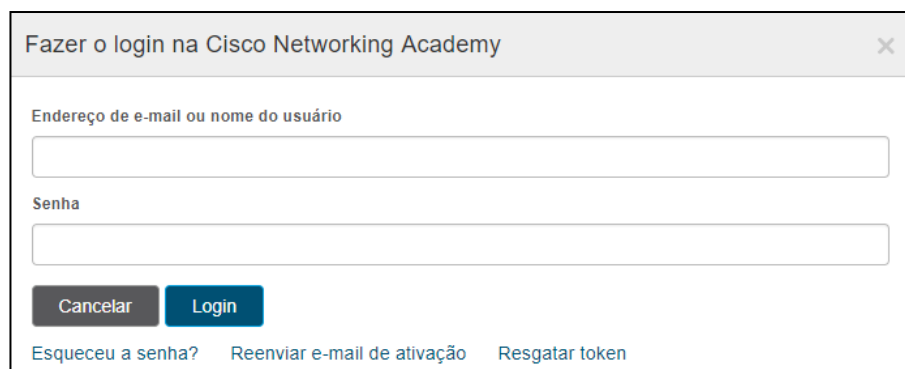 Fazer o login na Cisco Networking Academy ×
Endereço de e-mail ou nome do usuário
Senha
Cancelar Login
Esqueceu a senha? Reenviar e-mail de ativação Resgatar token